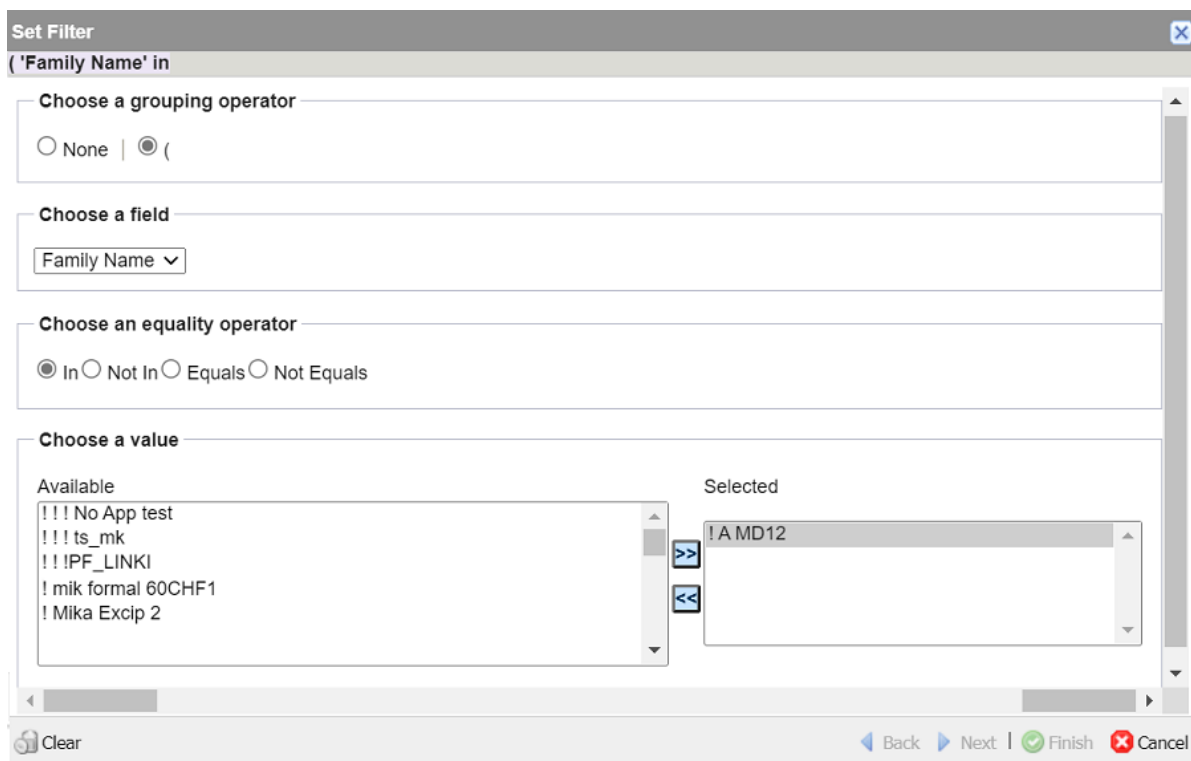 Set Filter
( 'Family Name' in
Choose a grouping operator
None | (
Choose a field
Family Name
Choose an equality operator
In Not In Equals Not Equals
Choose a value
Available
Selected
! ! ! No App test
! ! ! ts_mk
! ! !PF_LINKI
! mik formal 60CHF1
! Mika Excip 2
>>
<<
! A MD12
Clear
Back Next | Finish Cancel